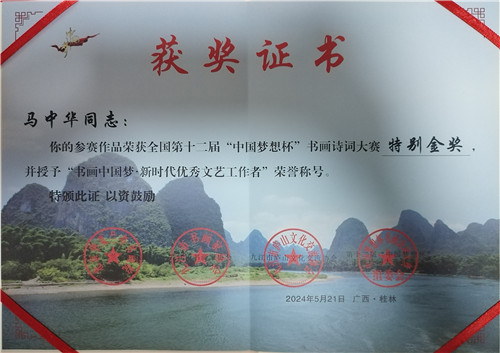 获奖证书
马中华同志：
你的参赛作品荣获全国第十二届“中国梦想杯”书画诗词大赛 特别金奖，
并授予“书画中国梦·新时代优秀文艺工作者”荣誉称号。
特颁此证 以资鼓励
2024年5月21日 广西·桂林